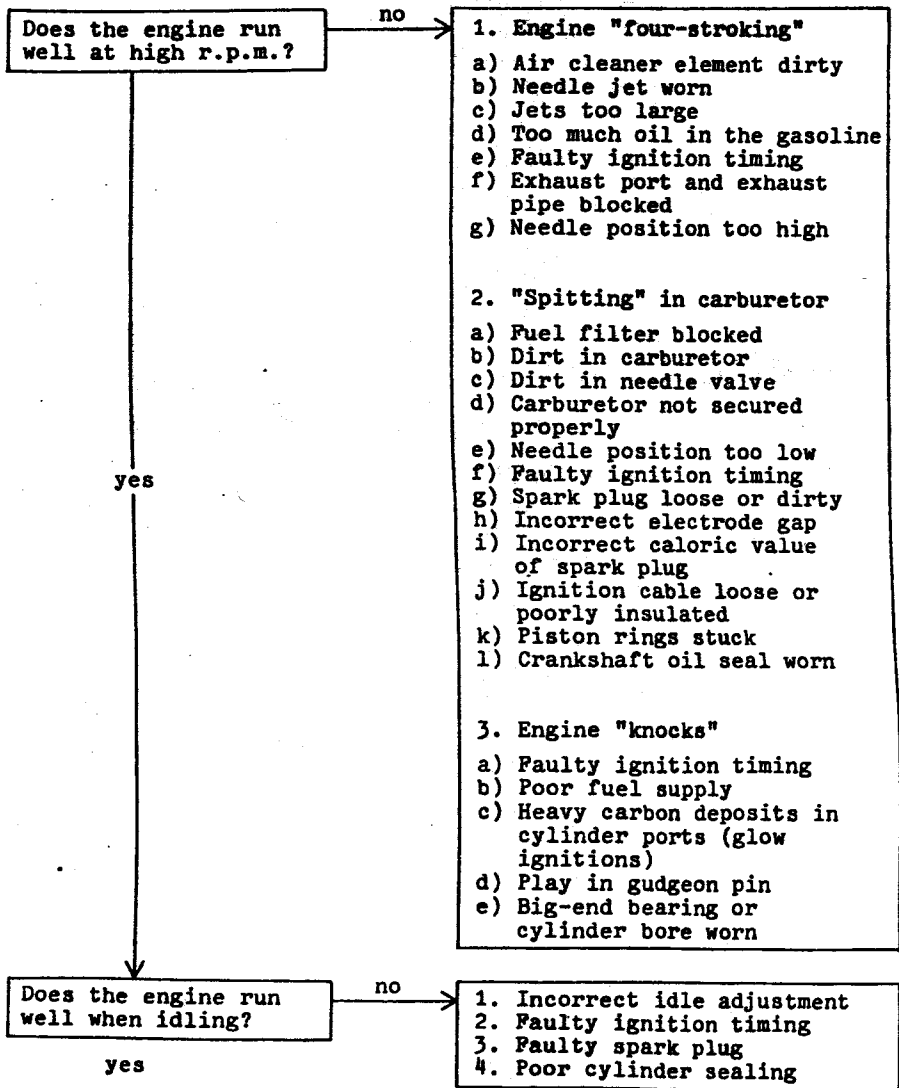 Does the engine run
well at high r.p.m.?
no
1. Engine "four-stroking"
a) Air cleaner element dirty
b) Needle jet worn
c) Jets too large
d) Too much oil in the gasoline
e) Faulty ignition timing
f) Exhaust port and exhaust
pipe blocked
g) Needle position too high
2. "Spitting" in carburetor
a) Fuel filter blocked
b) Dirt in carburetor
c) Dirt in needle valve
d) Carburetor not secured
properly
e) Needle position too low
f) Faulty ignition timing
g) Spark plug loose or dirty
h) Incorrect electrode gap
i) Incorrect caloric value
of spark plug
j) Ignition cable loose or
poorly insulated
k) Piston rings stuck
l) Crankshaft oil seal worn
3. Engine "knocks"
a) Faulty ignition timing
b) Poor fuel supply
c) Heavy carbon deposits in
cylinder ports (glow
ignitions)
d) Play in gudgeon pin
e) Big-end bearing or
cylinder bore worn
yes
Does the engine run
well when idling?
no
1. Incorrect idle adjustment
2. Faulty ignition timing
3. Faulty spark plug
4. Poor cylinder sealing
yes